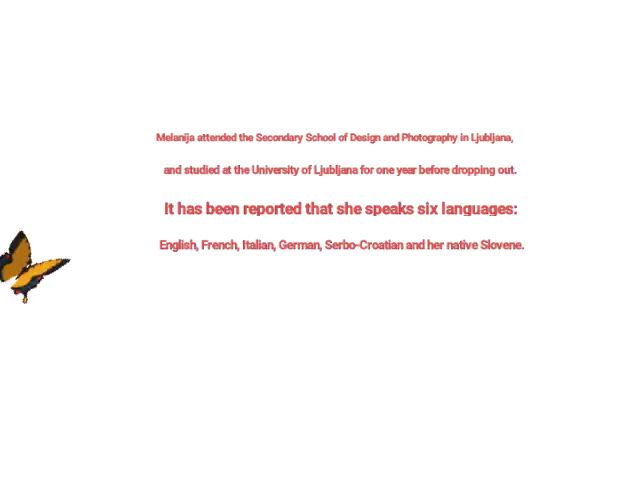 Melanija attended the Secondary School of Design and Photography in Ljubljana,
and studied at the University of Ljubljana for one year before dropping out.
It has been reported that she speaks six languages:
English, French, Italian, German, Serbo-Croatian and her native Slovene.